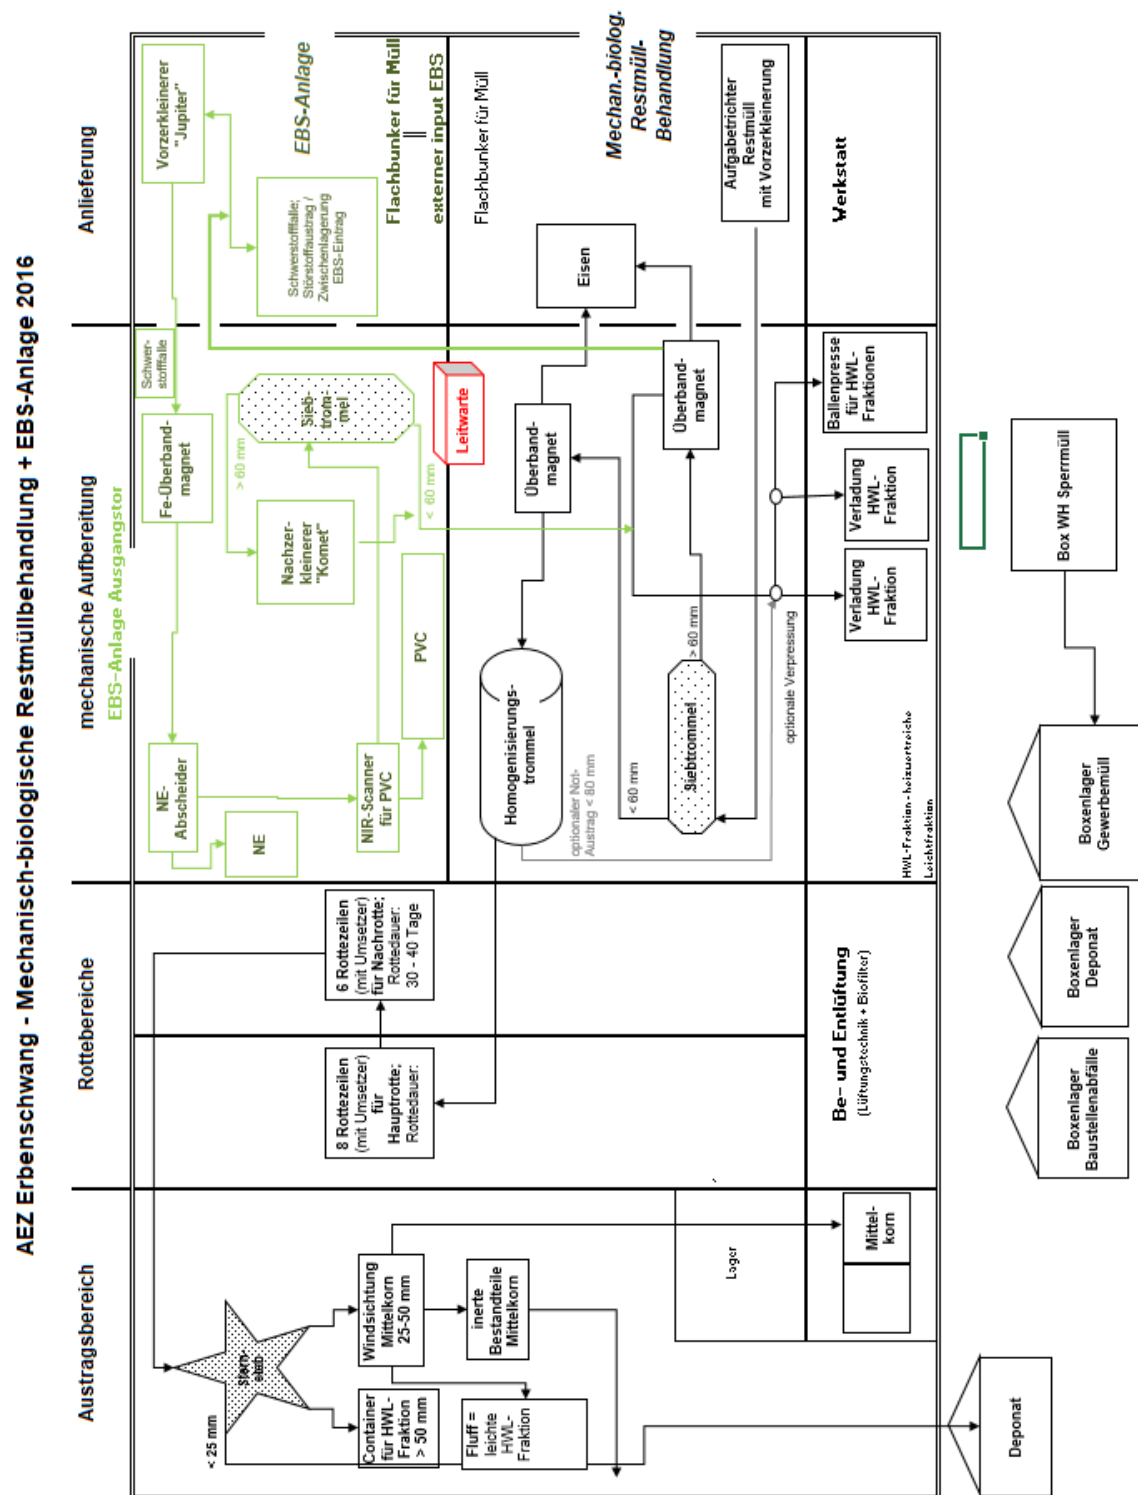 AEZ Erbenschwang - Mechanisch-biologische Restmüllbehandlung + EBS-Anlage 2016
Austragsbereich
Rottebereiche
mechanische Aufbereitung
Anlieferung
EBS-Anlage Ausgangstor
Vorzerkleinerer
"Jupiter"
EBS-Anlage
Schwerstofffalle;
Störstoffaustrag /
Zwischenlagerung
EBS-Eintrag
Flachbunker für Müll
externer input EBS
Schwer-
stofffalle
Fe-Überband-
magnet
> 60 mm
Sieb-
trom-
mel
< 60 mm
Nachzer-
kleinerer
"Komet"
NE-
Abscheider
NE
NIR-Scanner
für PVC
PVC
Leitwarte
Flachbunker für Müll
Mechan.-biolog.
Restmüll-
Behandlung
Aufgabetrichter
Restmüll
mit Vorzerkleinerung
Eisen
Überband-
magnet
Überband-
magnet
Homogenisierungs-
trommel
optionaler Not-
Austrag < 80 mm
< 60 mm
Siebtrommel
> 60 mm
optionale Verpressung
Werkstatt
Ballenpresse
für HWL-
Fraktionen
Verladung
HWL-
Fraktion
Verladung
HWL-
Fraktion
HWL-Fraktion - heizwertreiche
Leichtfraktion
6 Rottezeilen
(mit Umsetzer)
für Nachrotte;
Rottedauer:
30 - 40 Tage
8 Rottezeilen
(mit Umsetzer)
für
Hauptrotte;
Rottedauer:
Be- und Entlüftung
(Lüftungstechnik + Biofilter)
Stern-
sieb
< 25 mm
Windsichtung
Mittelkorn
25-50 mm
Container
für HWL-
Fraktion
> 50 mm
inerte
Bestandteile
Mittelkorn
Fluff =
leichte
HWL-
Fraktion
Lager
Mittel-
korn
Deponat
Boxenlager
Baustellenabfälle
Boxenlager
Deponat
Boxenlager
Gewerbemüll
Box WH Sperrmüll